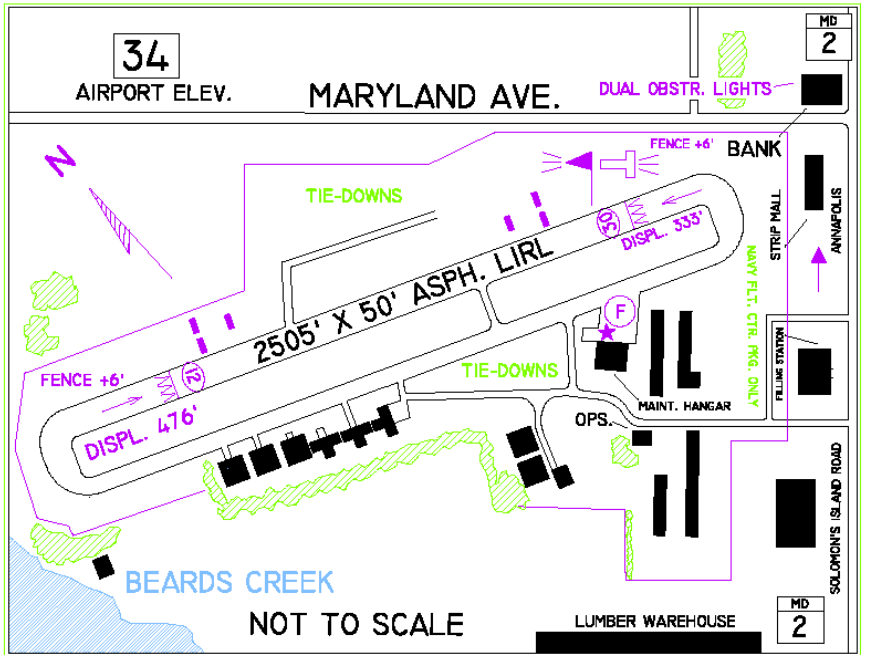 MD
2
34
AIRPORT ELEV.
MARYLAND AVE.
DUAL OBSTR. LIGHTS
FENCE +6'
BANK
N
TIE-DOWNS
30
DISPL. 333'
STRIP MALL
ANNAPOLIS
2505' X 50' ASPH. LIRL
NAVY FLT. CTR. PKG. ONLY
F
FENCE +6'
12
DISPL. 476'
TIE-DOWNS
FILLING STATION
MAINT. HANGAR
OPS.
SOLOMON'S ISLAND ROAD
BEARDS CREEK
NOT TO SCALE
LUMBER WAREHOUSE
MD
2